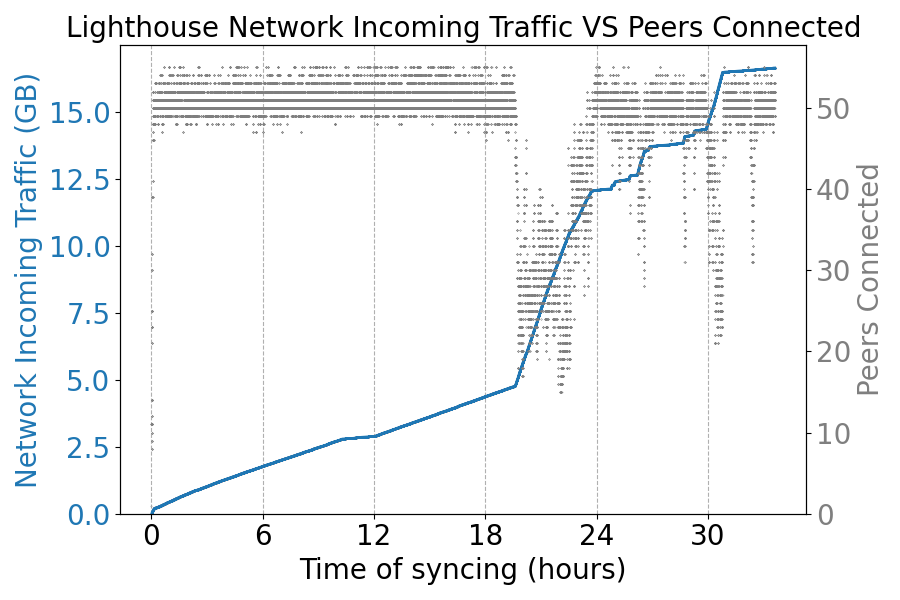 Lighthouse Network Incoming Traffic VS Peers Connected
Network Incoming Traffic (GB)
15.0
12.5
10.0
7.5
5.0
2.5
0.0
50
40
30
20
10
0
Peers Connected
0 6 12 18 24 30
Time of syncing (hours)